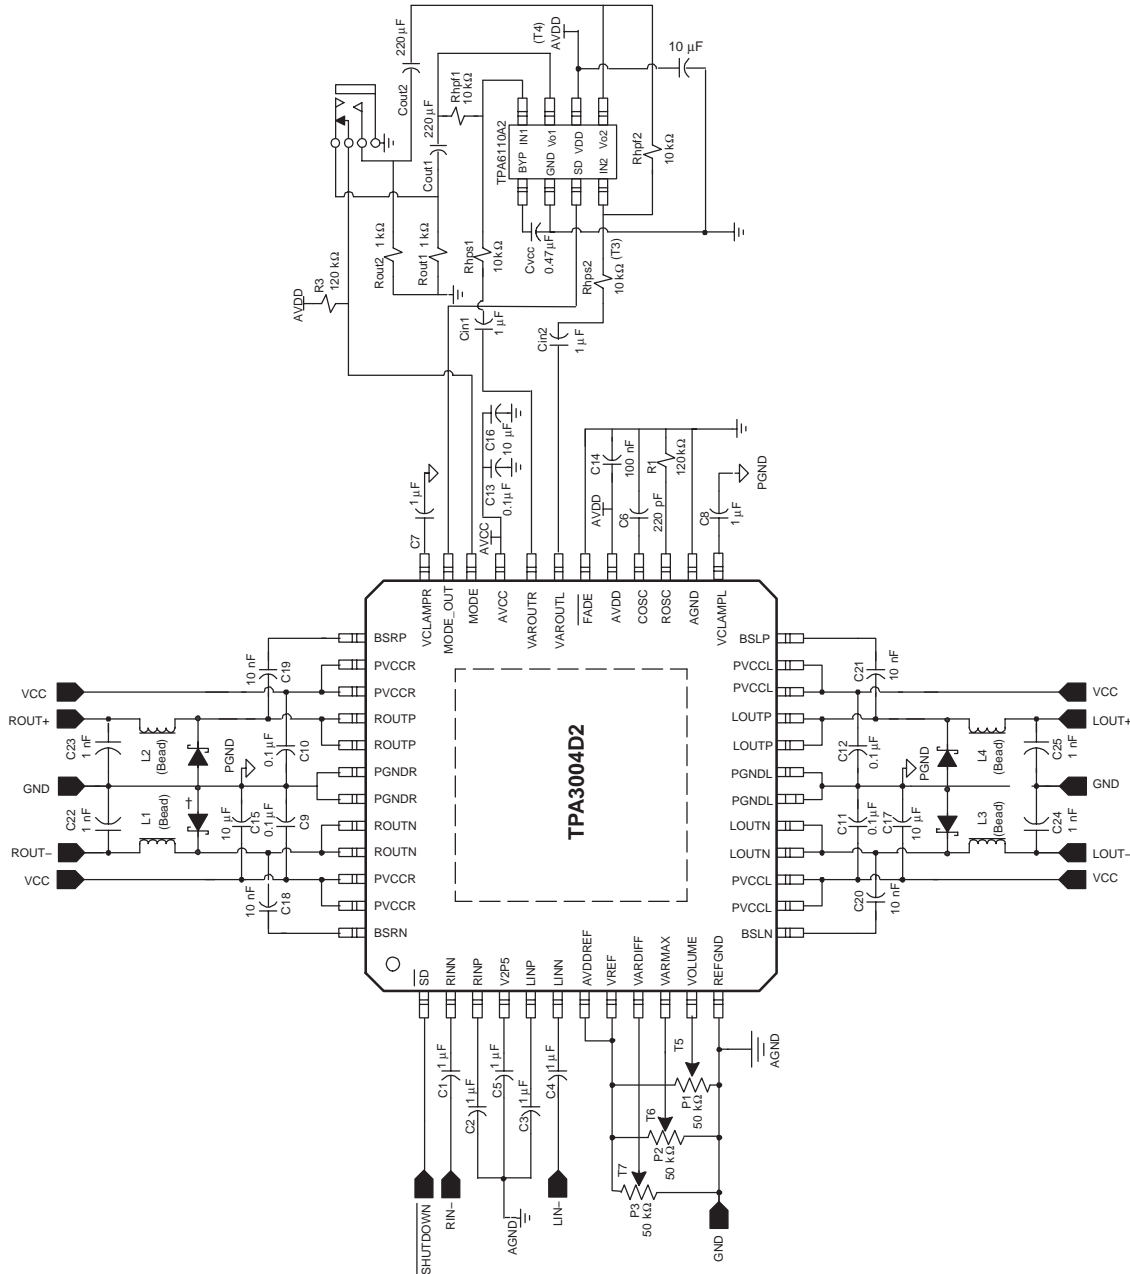 220 μF
Cout2
220 μF
Cout1
Rhpf1
10 kΩ
(T4)
AVDD
10 μF
TPA6110A2
BYP IN1
GND Vo1
SD VDD
IN2 Vo2
Rhpf2
10 kΩ
AVDD
R3
120 kΩ
Rout2 1 kΩ
Rout1 1 kΩ
Rhps1
10 kΩ
Cvcc
0.47 μF
Rhps2
10 kΩ (T3)
Cin1
1 μF
Cin2
1 μF
C7
1 μF
AVCC
C13
0.1μF
C16
10 μF
AVDD
C14
100 nF
C6
220 pF
R1
120kΩ
C8
1 μF
PGND
VCLAMPR
MODE_OUT
MODE
AVCC
VAROUTR
VAROUTL
FADE
AVDD
COSC
ROSC
AGND
VCLAMPL
VCC
ROUT+
GND
ROUT−
VCC
C23
1 nF
C22
1 nF
L2
(Bead)
L1
(Bead)
PGND
†
10 nF
C19
0.1 μF
C10
10 μF
C15
0.1 μF
C9
10 nF
C18
BSRP
PVCCR
PVCCR
ROUTP
ROUTP
PGNDR
PGNDR
ROUTN
ROUTN
PVCCR
PVCCR
BSRN
TPA3004D2
BSLP
PVCCL
PVCCL
LOUTP
LOUTP
PGNDL
PGNDL
LOUTN
LOUTN
PVCCL
PVCCL
BSLN
C21
10 nF
C12
0.1 μF
C11
0.1 μF
C17
10 μF
C20
10 nF
PGND
L4
(Bead)
L3
(Bead)
C25
1 nF
C24
1 nF
VCC
LOUT+
GND
LOUT−
VCC
SD
RINN
RINP
V2P5
LINP
LINN
AVDDREF
VREF
VARDIFF
VARMAX
VOLUME
REFGND
C1
1 μF
C2
1 μF
C5
1 μF
C3
1 μF
C4
1 μF
T5
P1
50 kΩ
T6
P2
50 kΩ
T7
P3
50 kΩ
AGND
SHUTDOWN
RIN−
AGND
LIN−
GND